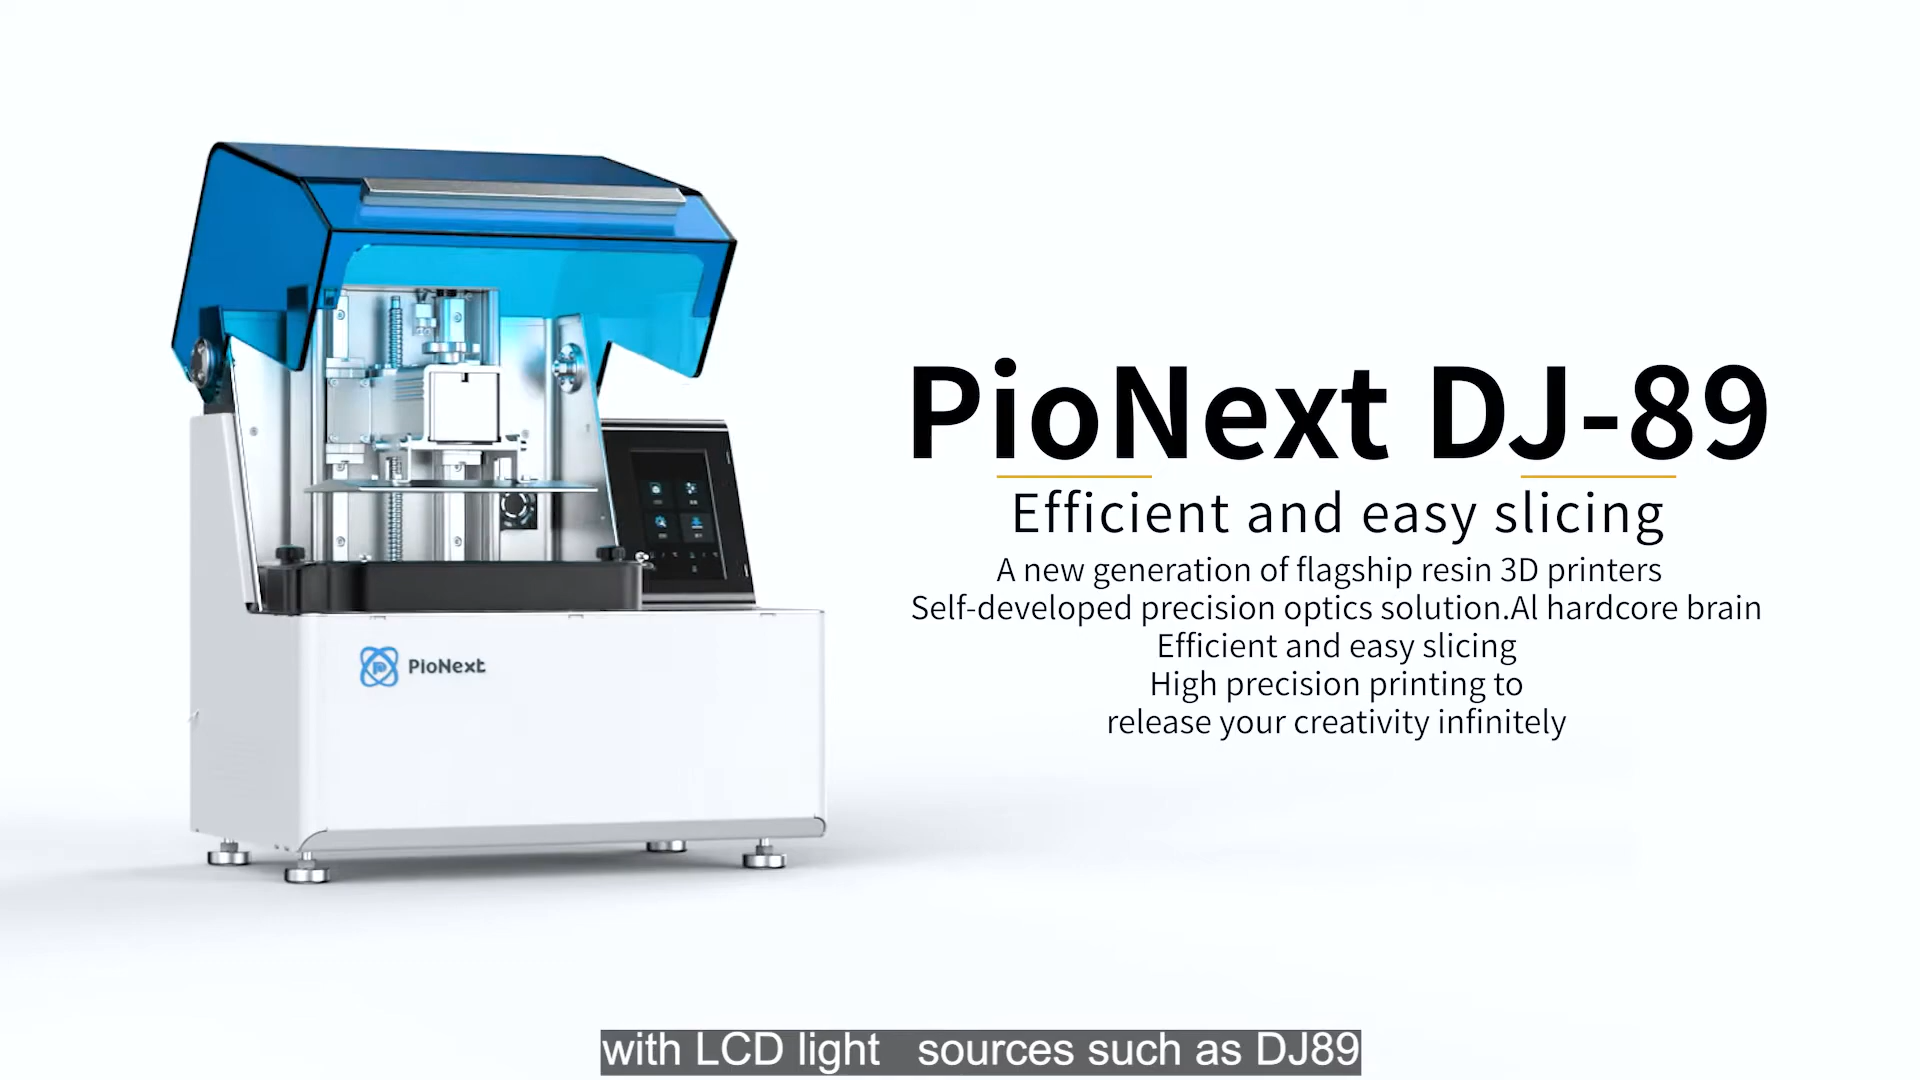 PioNext DJ-89
Efficient and easy slicing
A new generation of flagship resin 3D printers
Self-developed precision optics solution.Al hardcore brain
Efficient and easy slicing
High precision printing to
release your creativity infinitely
PioNext
with LCD light sources such as DJ89